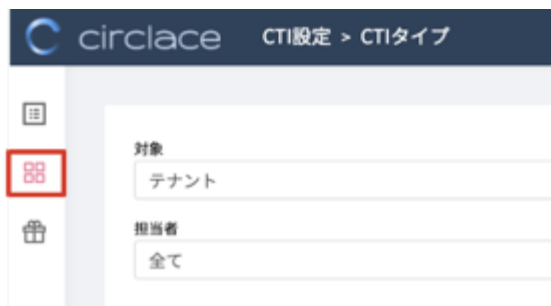 circlace CTI設定 > CTIタイプ
対象
テナント
担当者
全て